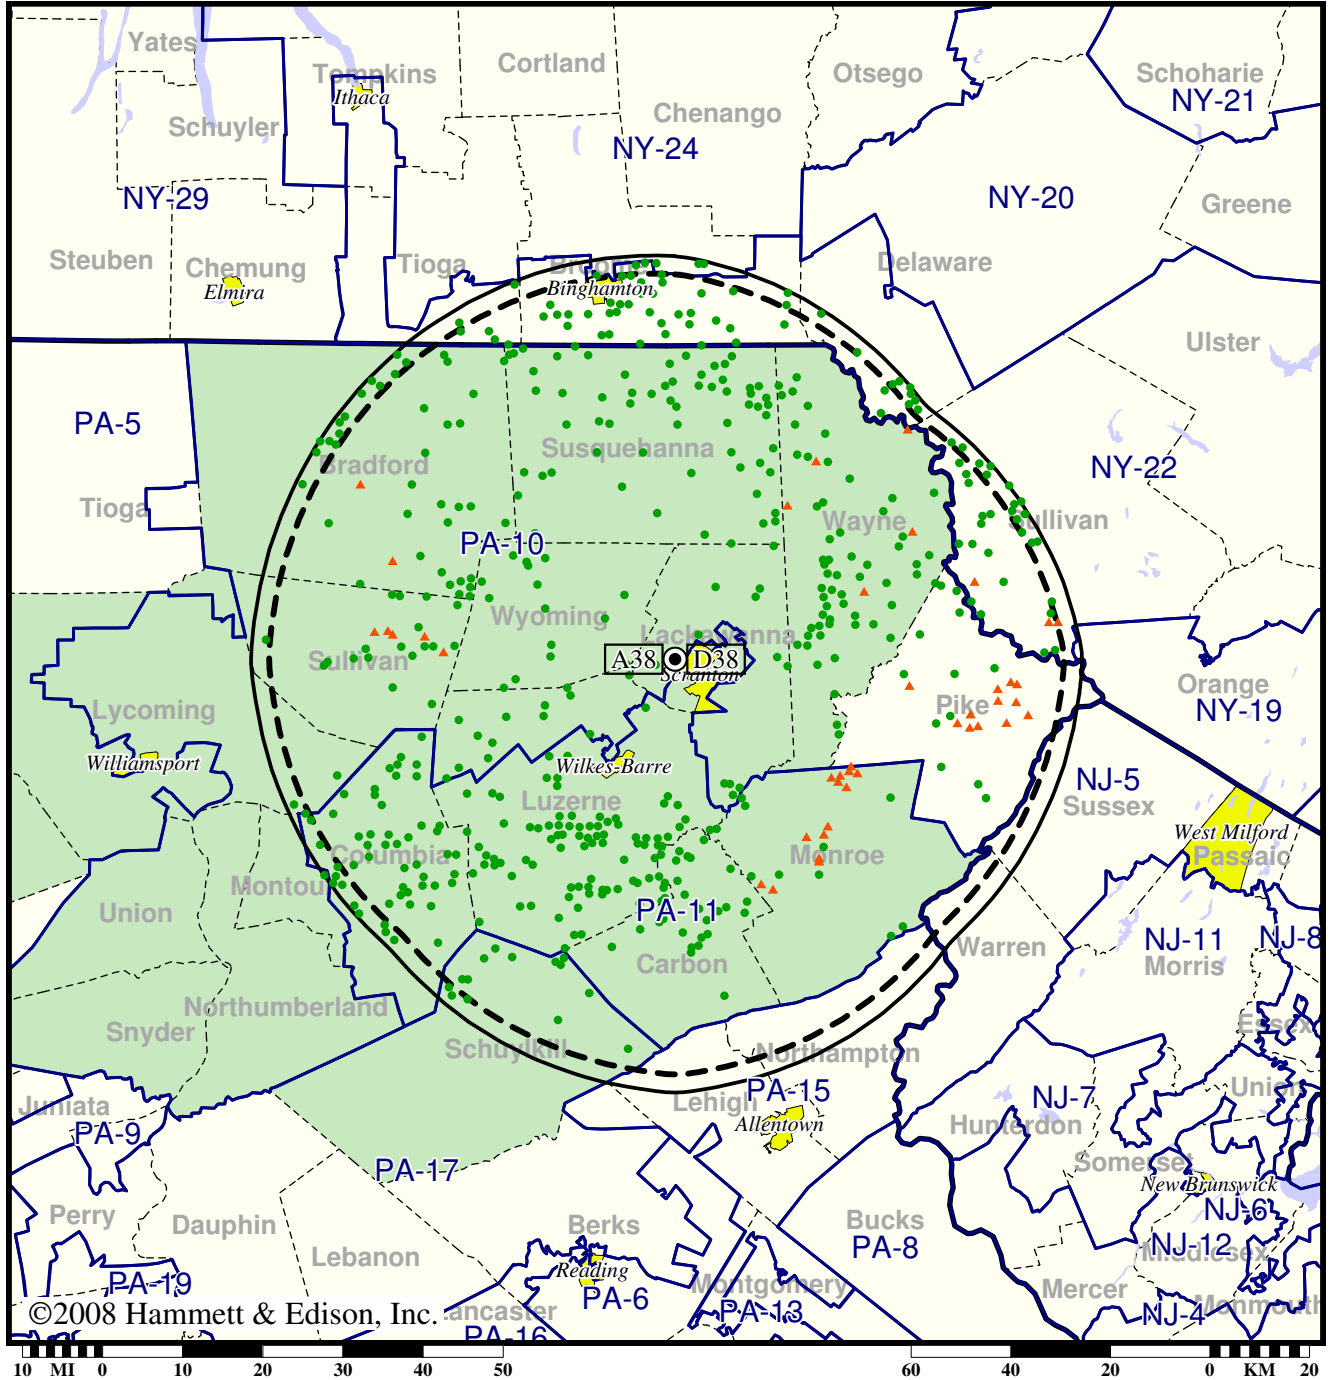 Yates
Tompkins
Ithaca
Cortland
Otsego
Schoharie
NY-21
Schuyler
Chenango
NY-24
NY-29
NY-20
Greene
Steuben
Chemung
Elmira
Tioga
Broome
Binghamton
Delaware
Ulster
PA-5
Susquehanna
Bradford
NY-22
Tioga
Wayne
Sullivan
PA-10
Wyoming
Lackawanna
A38
D38
Scranton
Sullivan
Pike
Orange
NY-19
Lycoming
Williamsport
Wilkes-Barre
NJ-5
Sussex
Luzerne
West Milford
Passaic
Columbia
Monroe
Montour
Union
PA-11
Warren
NJ-11
Morris
NJ-8
Carbon
Northumberland
Snyder
Essex
Schuylkill
Northampton
Juniata
PA-9
Lehigh
PA-15
Allentown
NJ-7
Hunterdon
Union
Somerset
New Brunswick
NJ-6
PA-17
Perry
Dauphin
Berks
Bucks
PA-8
NJ-12
Middlesex
Lebanon
Reading
PA-6
PA-19
Montgomery
PA-13
Mercer
NJ-4
Monmouth
©2008 Hammett & Edison, Inc.
Lancaster
PA-16
10 MI 0 10 20 30 40 50
60 40 20 0 KM 20